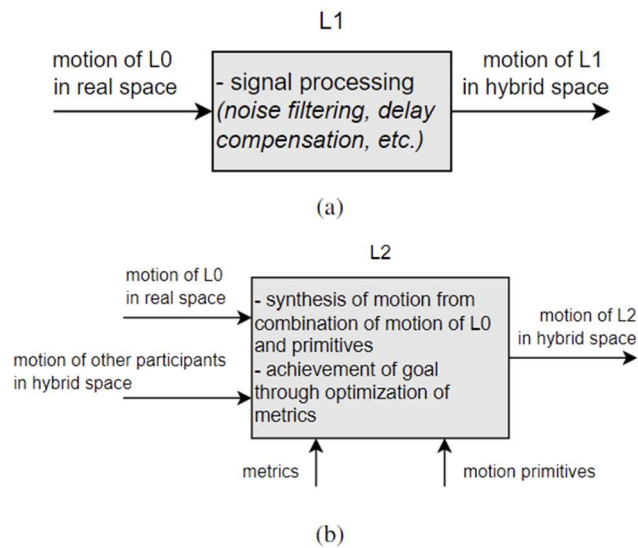 L1
motion of L0
in real space
- signal processing
(noise filtering, delay
compensation, etc.)
motion of L1
in hybrid space
(a)
L2
motion of L0
in real space
motion of other participants
in hybrid space
- synthesis of motion from
combination of motion of L0
and primitives
- achievement of goal
through optimization of
metrics
motion of L2
in hybrid space
metrics
motion primitives
(b)